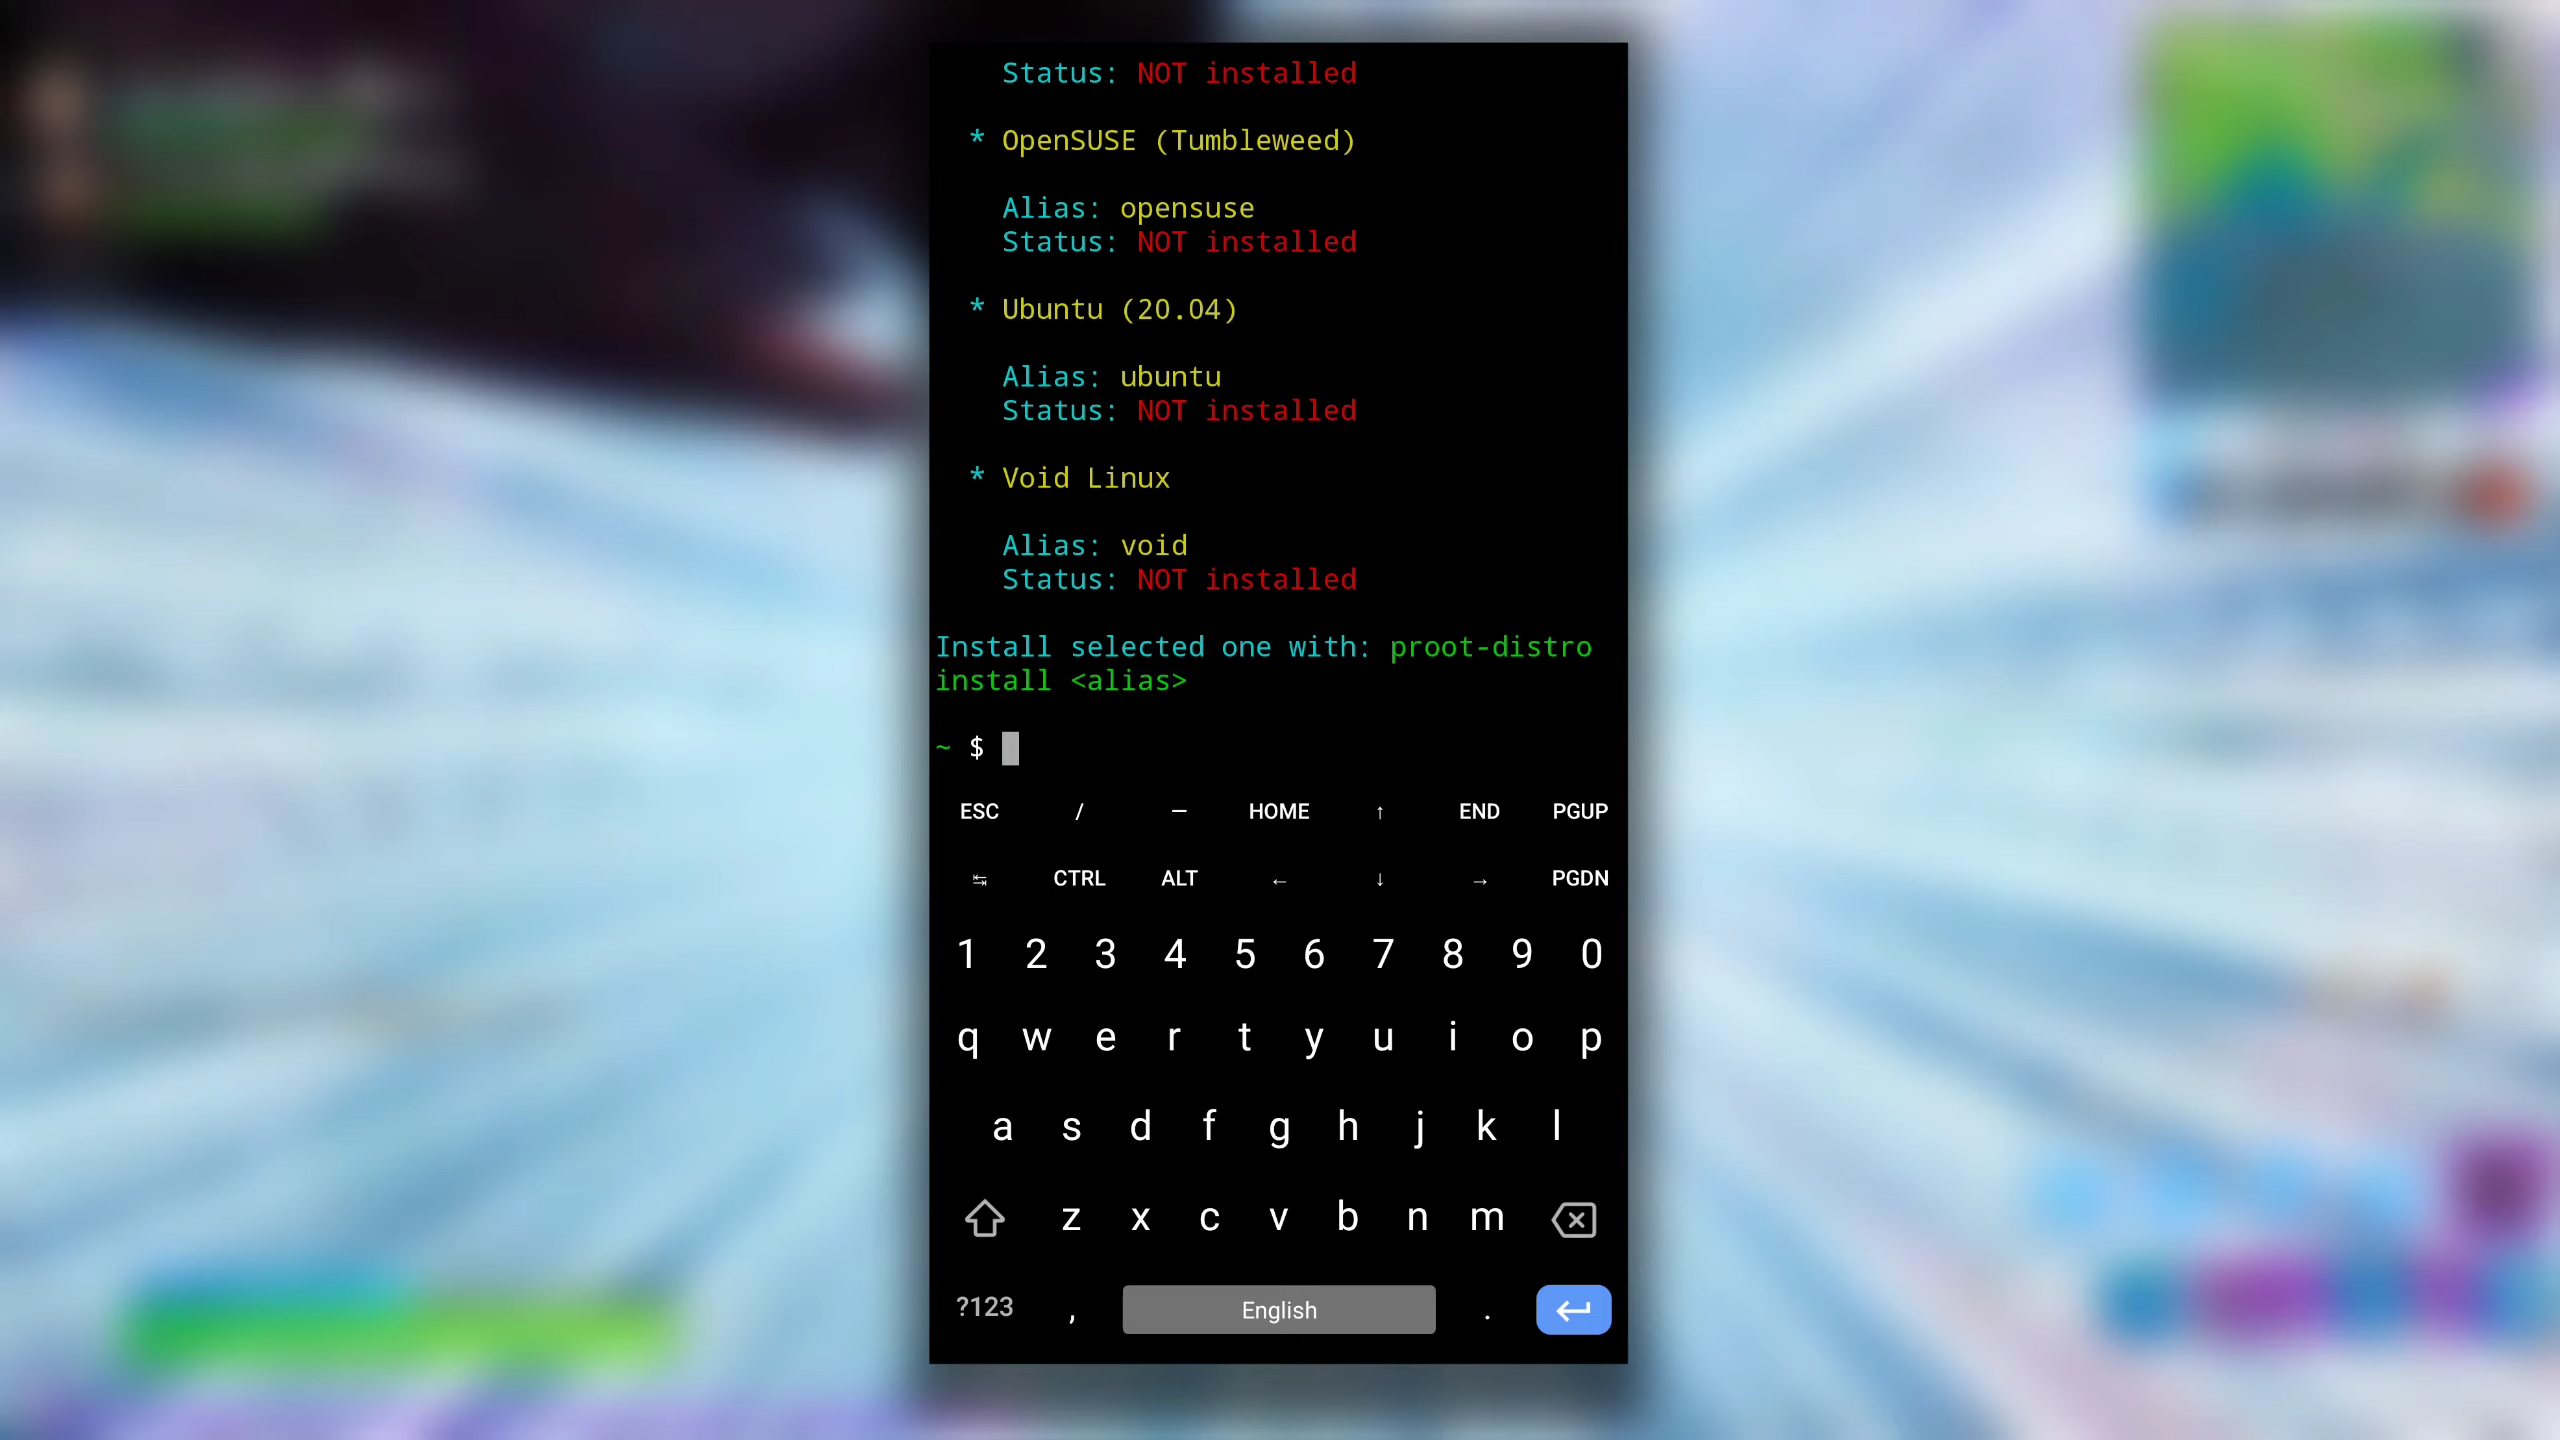 Status: NOT installed
* OpenSUSE (Tumbleweed)
Alias: opensuse
Status: NOT installed
* Ubuntu (20.04)
Alias: ubuntu
Status: NOT installed
* Void Linux
Alias: void
Status: NOT installed
Install selected one with: proot-distro
install <alias>
~ $
ESC / — HOME ↑ END PGUP
↹ CTRL ALT ← ↓ → PGDN
1 2 3 4 5 6 7 8 9 0
q w e r t y u i o p
a s d f g h j k l
z x c v b n m
?123 , English .